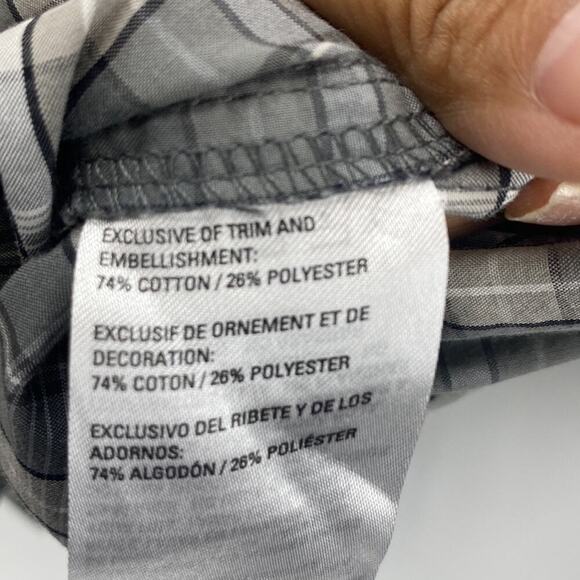 EXCLUSIVE OF TRIM AND
EMBELLISHMENT:
74% COTTON / 26% POLYESTER
EXCLUSIF DE ORNEMENT ET DE
DECORATION:
74% COTON / 26% POLYESTER
EXCLUSIVO DEL RIBETE Y DE LOS
ADORNOS:
74% ALGODÓN / 26% POLIÉSTER